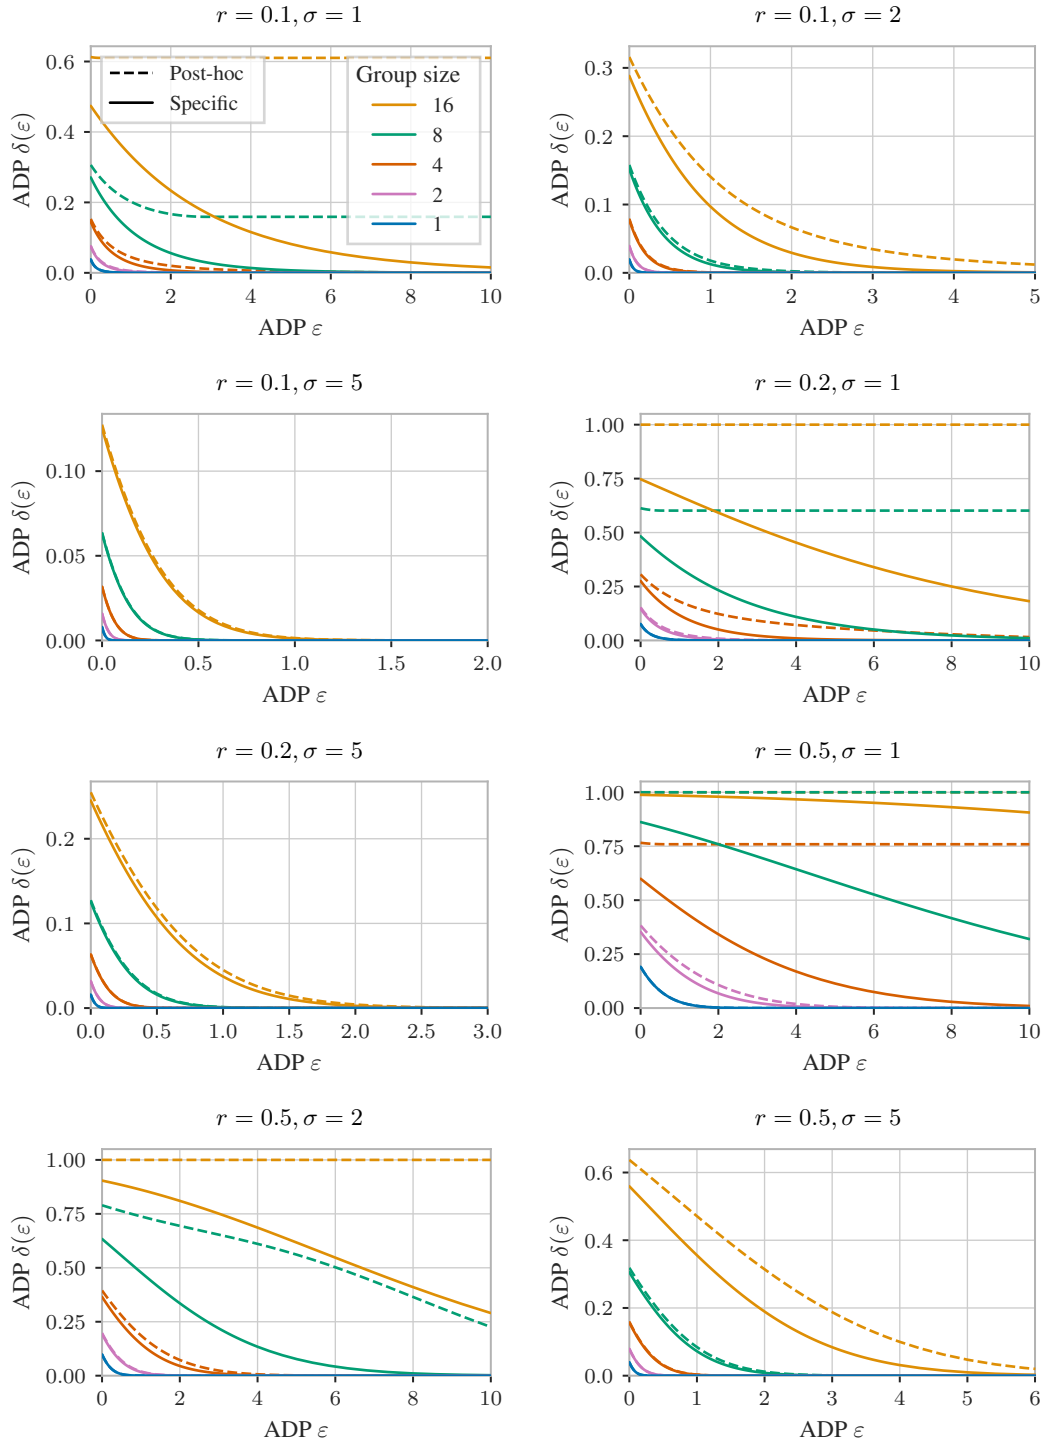 r = 0.1, σ = 1
ADP δ(ε)
0.6
0.4
0.2
0.0
Post-hoc
Specific
Group size
16
8
4
2
1
0 2 4 6 8 10
ADP ε
r = 0.1, σ = 2
ADP δ(ε)
0.3
0.2
0.1
0.0
0 1 2 3 4 5
ADP ε
r = 0.1, σ = 5
ADP δ(ε)
0.10
0.05
0.00
0.0 0.5 1.0 1.5 2.0
ADP ε
r = 0.2, σ = 1
ADP δ(ε)
1.00
0.75
0.50
0.25
0.00
0 2 4 6 8 10
ADP ε
r = 0.2, σ = 5
ADP δ(ε)
0.2
0.1
0.0
0.0 0.5 1.0 1.5 2.0 2.5 3.0
ADP ε
r = 0.5, σ = 1
ADP δ(ε)
1.00
0.75
0.50
0.25
0.00
0 2 4 6 8 10
ADP ε
r = 0.5, σ = 2
ADP δ(ε)
1.00
0.75
0.50
0.25
0.00
0 2 4 6 8 10
ADP ε
r = 0.5, σ = 5
ADP δ(ε)
0.6
0.4
0.2
0.0
0 1 2 3 4 5 6
ADP ε